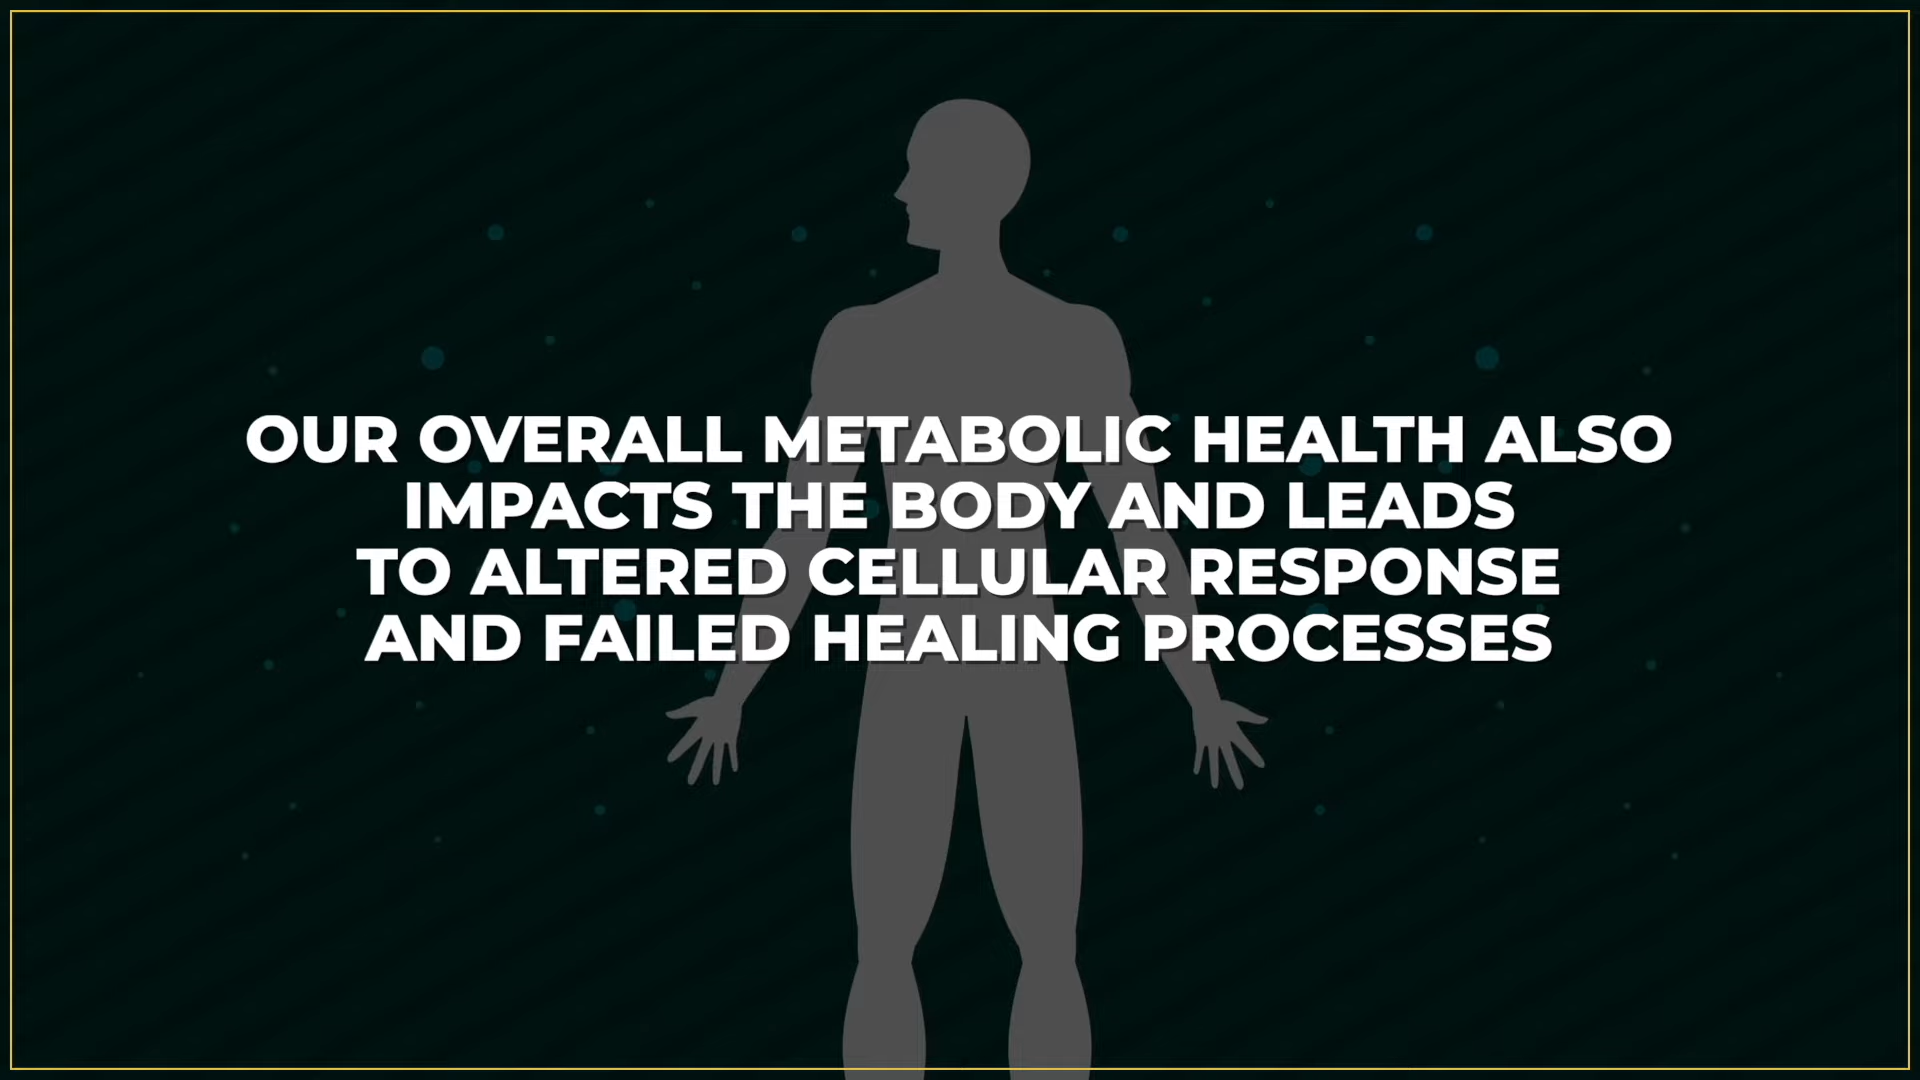 OUR OVERALL METABOLIC HEALTH ALSO
IMPACTS THE BODY AND LEADS
TO ALTERED CELLULAR RESPONSE
AND FAILED HEALING PROCESSES